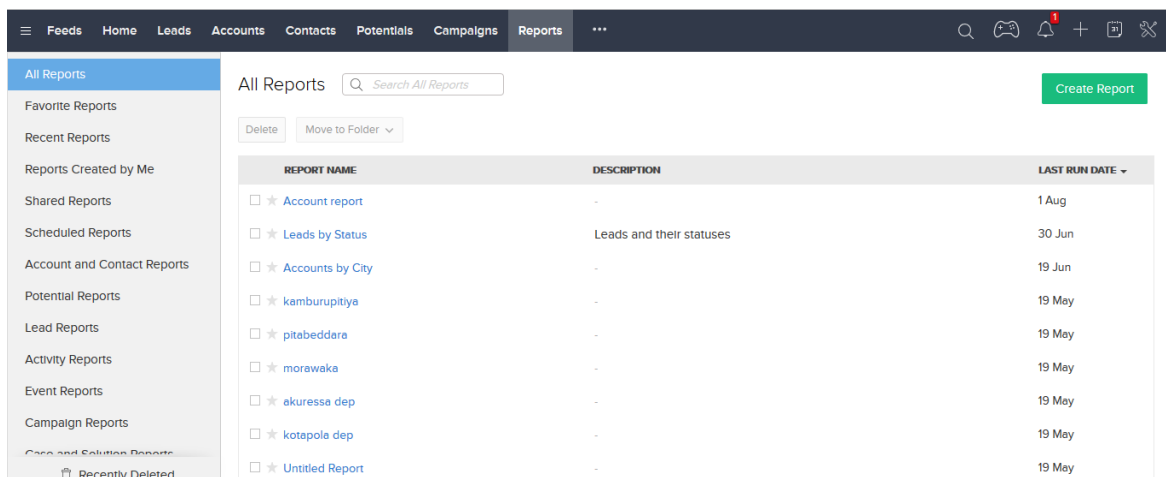 Feeds Home Leads Accounts Contacts Potentials Campaigns Reports ••• 1 31
All Reports
Favorite Reports
Recent Reports
Reports Created by Me
Shared Reports
Scheduled Reports
Account and Contact Reports
Potential Reports
Lead Reports
Activity Reports
Event Reports
Campaign Reports
Case and Solution Reports
Recently Deleted
All Reports Search All Reports Create Report
Delete Move to Folder
REPORT NAME DESCRIPTION LAST RUN DATE
Account report - 1 Aug
Leads by Status Leads and their statuses 30 Jun
Accounts by City - 19 Jun
kamburupitiya - 19 May
pitabeddara - 19 May
morawaka - 19 May
akuressa dep - 19 May
kotapola dep - 19 May
Untitled Report - 19 May